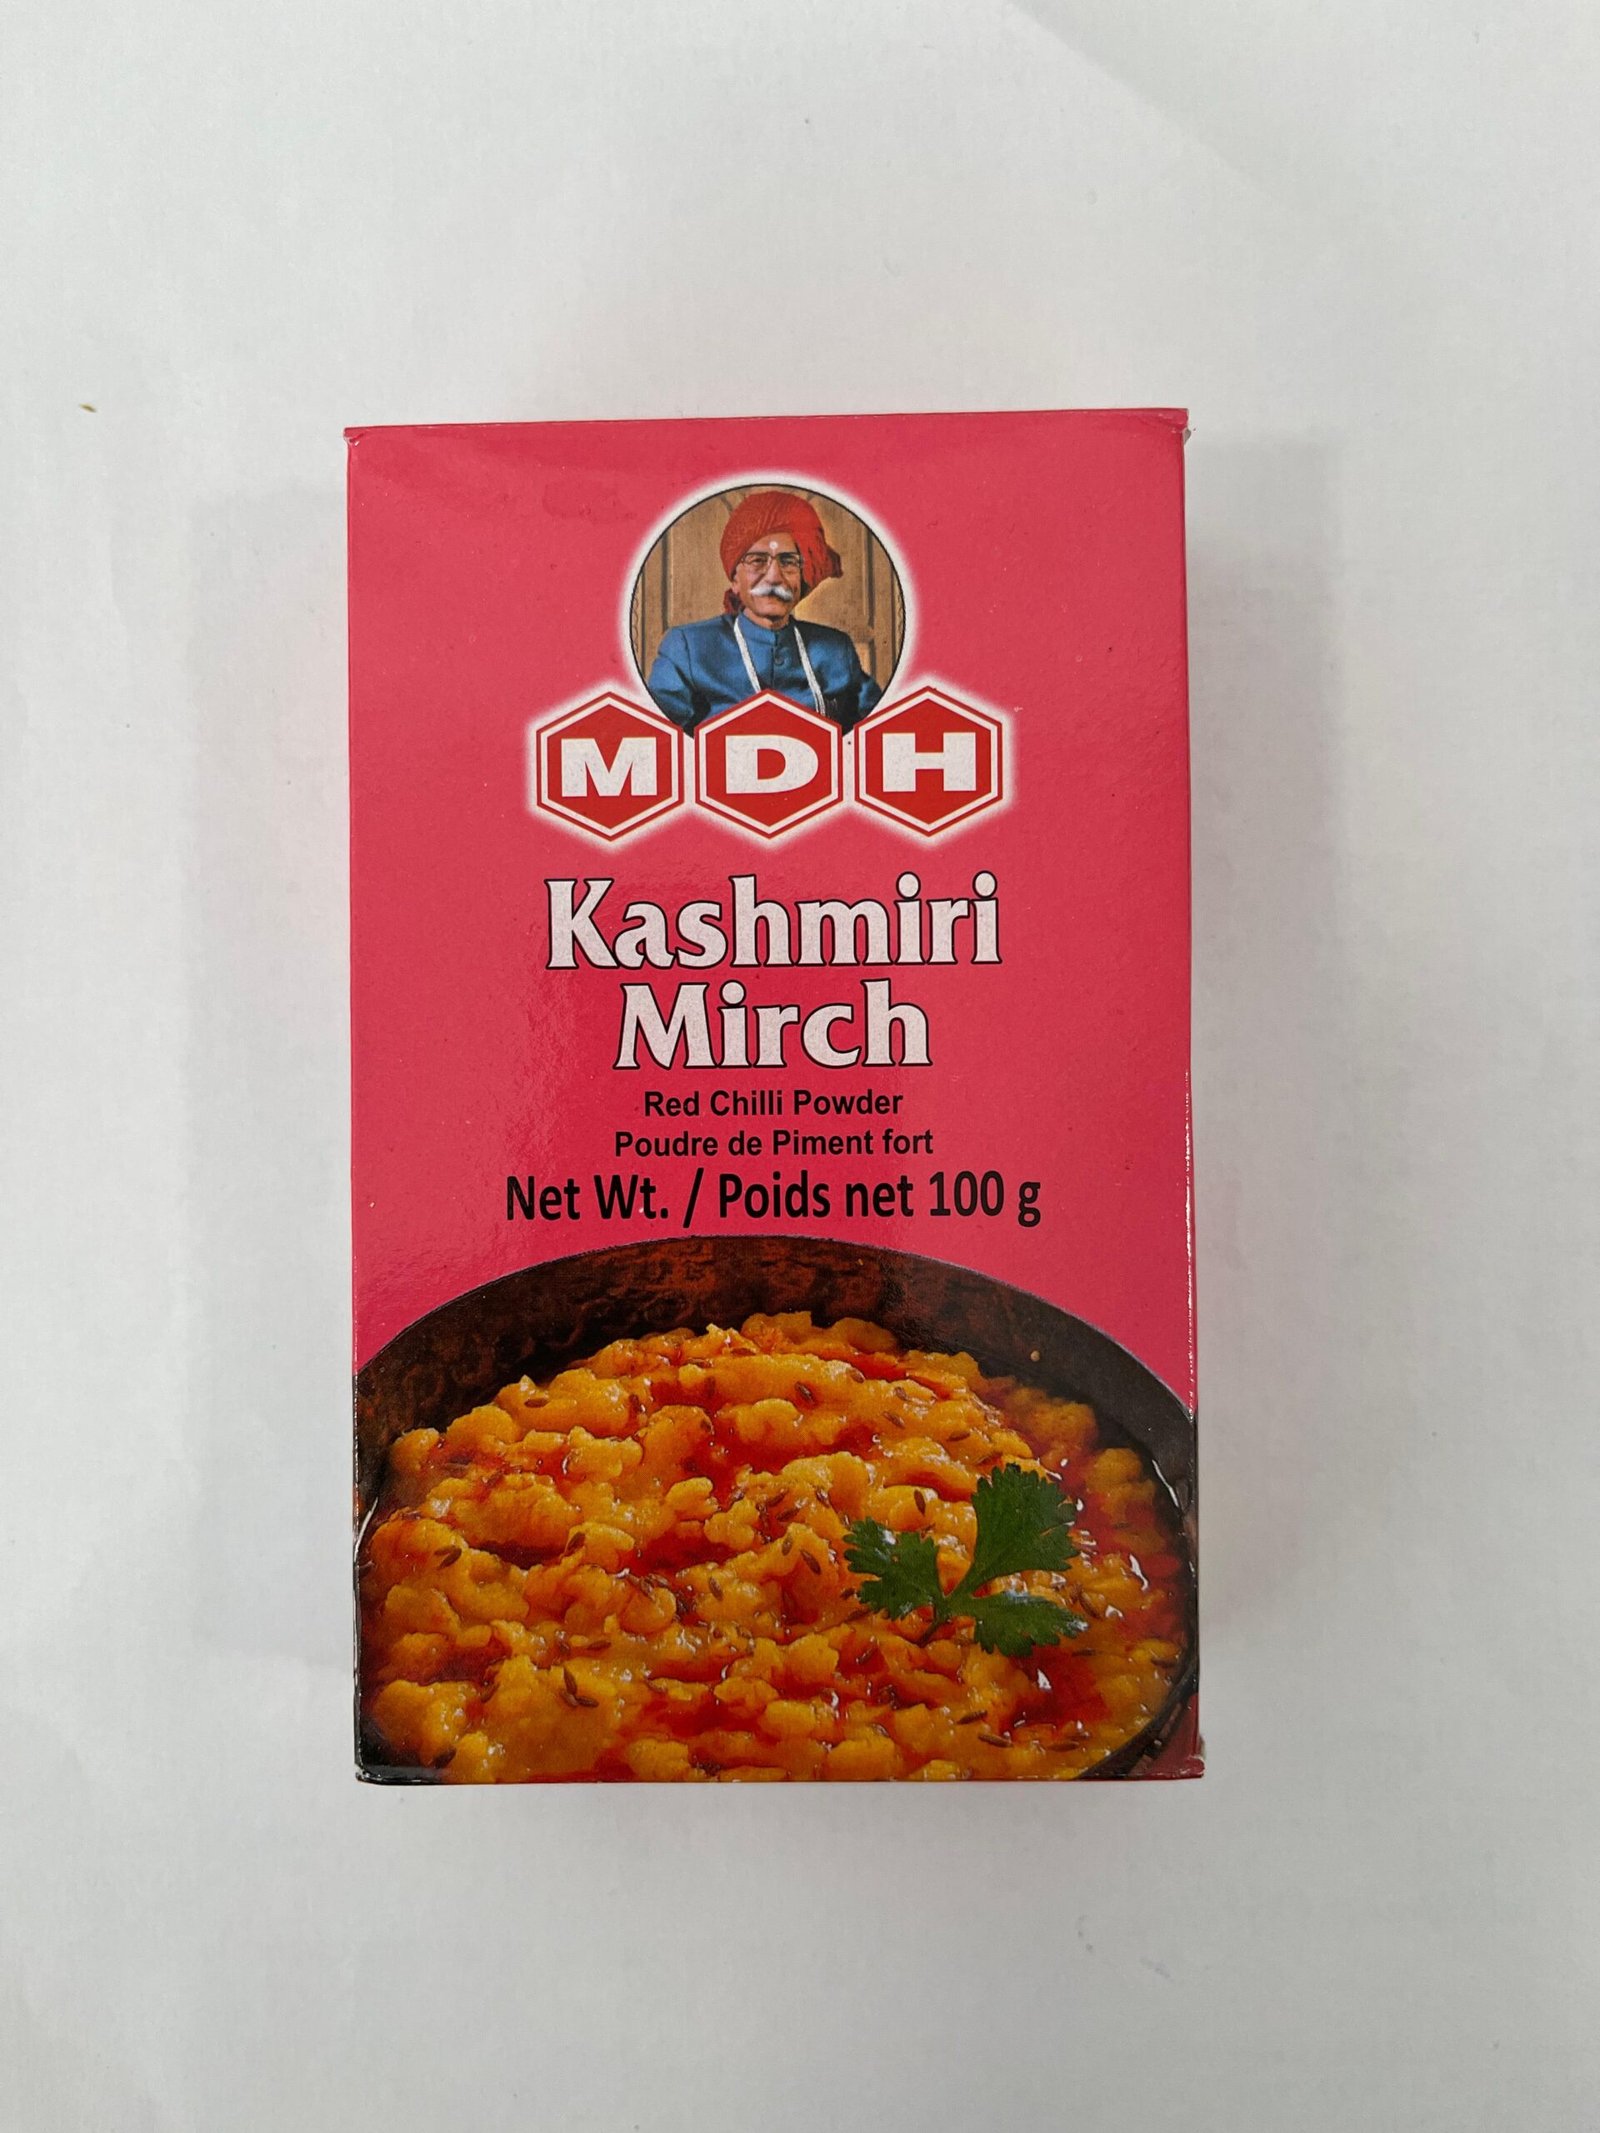 MDH
Kashmiri
Mirch
Red Chilli Powder
Poudre de Piment fort
Net Wt. / Poids net 100 g